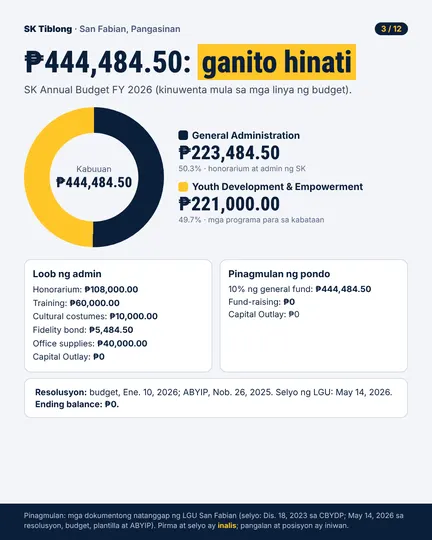 SK Tiblong · San Fabian, Pangasinan
3 / 12
₱444,484.50: ganito hinati
SK Annual Budget FY 2026 (kinuwenta mula sa mga linya ng budget).
Kabuuan
₱444,484.50
General Administration
₱223,484.50
50.3% · honorarium at admin ng SK
Youth Development & Empowerment
₱221,000.00
49.7% · mga programa para sa kabataan
Loob ng admin
Honorarium: ₱108,000.00
Training: ₱60,000.00
Cultural costumes: ₱10,000.00
Fidelity bond: ₱5,484.50
Office supplies: ₱40,000.00
Capital Outlay: ₱0
Pinagmulan ng pondo
10% ng general fund: ₱444,484.50
Fund-raising: ₱0
Capital Outlay: ₱0
Resolusyon: budget, Ene. 10, 2026; ABYIP, Nob. 26, 2025. Selyo ng LGU: May 14, 2026.
Ending balance: ₱0.
Pinagmulan: mga dokumentong natanggap ng LGU San Fabian (selyo: Dis. 18, 2023 sa CBYDP; May 14, 2026 sa
resolusyon, budget, plantilla at ABYIP). Pirma at selyo ay inalis; pangalan at posisyon ay iniwan.